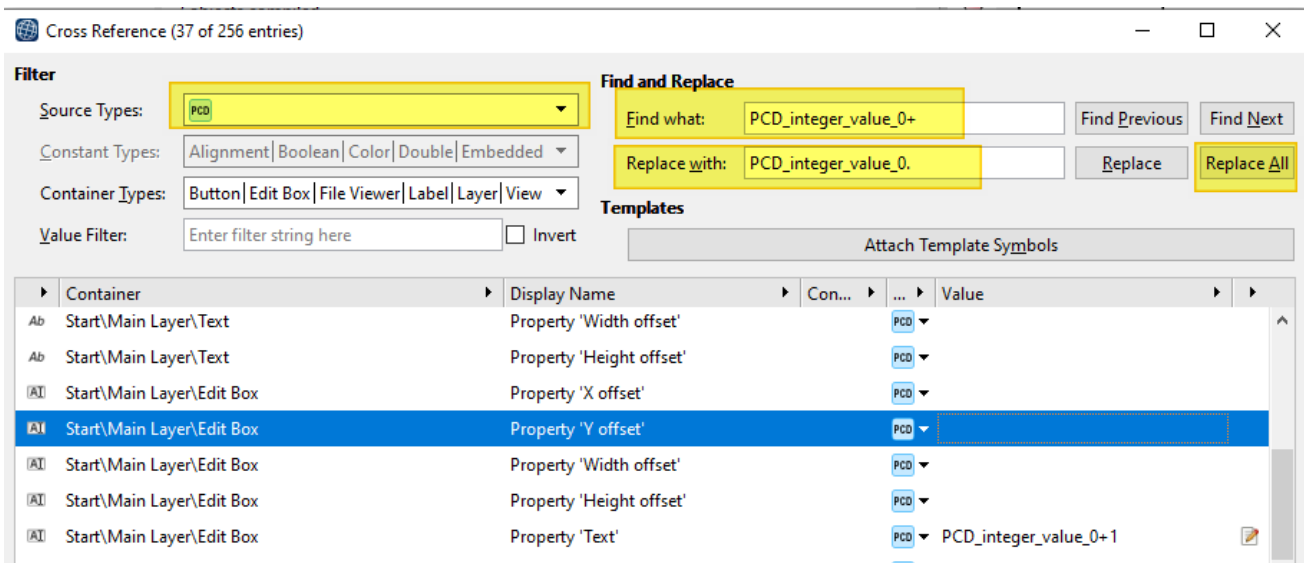 Cross Reference (37 of 256 entries)
Filter
Source Types: PCD
Constant Types: Alignment|Boolean|Color|Double|Embedded
Container Types: Button|Edit Box|File Viewer|Label|Layer|View
Value Filter: Enter filter string here Invert
Find and Replace
Find what: PCD_integer_value_0+ Find Previous Find Next
Replace with: PCD_integer_value_0. Replace Replace All
Templates
Attach Template Symbols
Container Display Name Con... ... Value
Ab Start\Main Layer\Text Property 'Width offset' PCD
Ab Start\Main Layer\Text Property 'Height offset' PCD
AI Start\Main Layer\Edit Box Property 'X offset' PCD
AI Start\Main Layer\Edit Box Property 'Y offset' PCD
AI Start\Main Layer\Edit Box Property 'Width offset' PCD
AI Start\Main Layer\Edit Box Property 'Height offset' PCD
AI Start\Main Layer\Edit Box Property 'Text' PCD PCD_integer_value_0+1